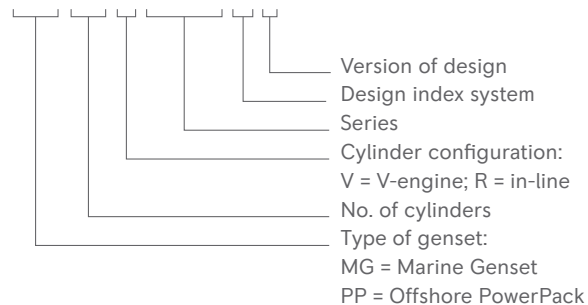 Version of design
Design index system
Series
Cylinder configuration:
V = V-engine; R = in-line
No. of cylinders
Type of genset:
MG = Marine Genset
PP = Offshore PowerPack